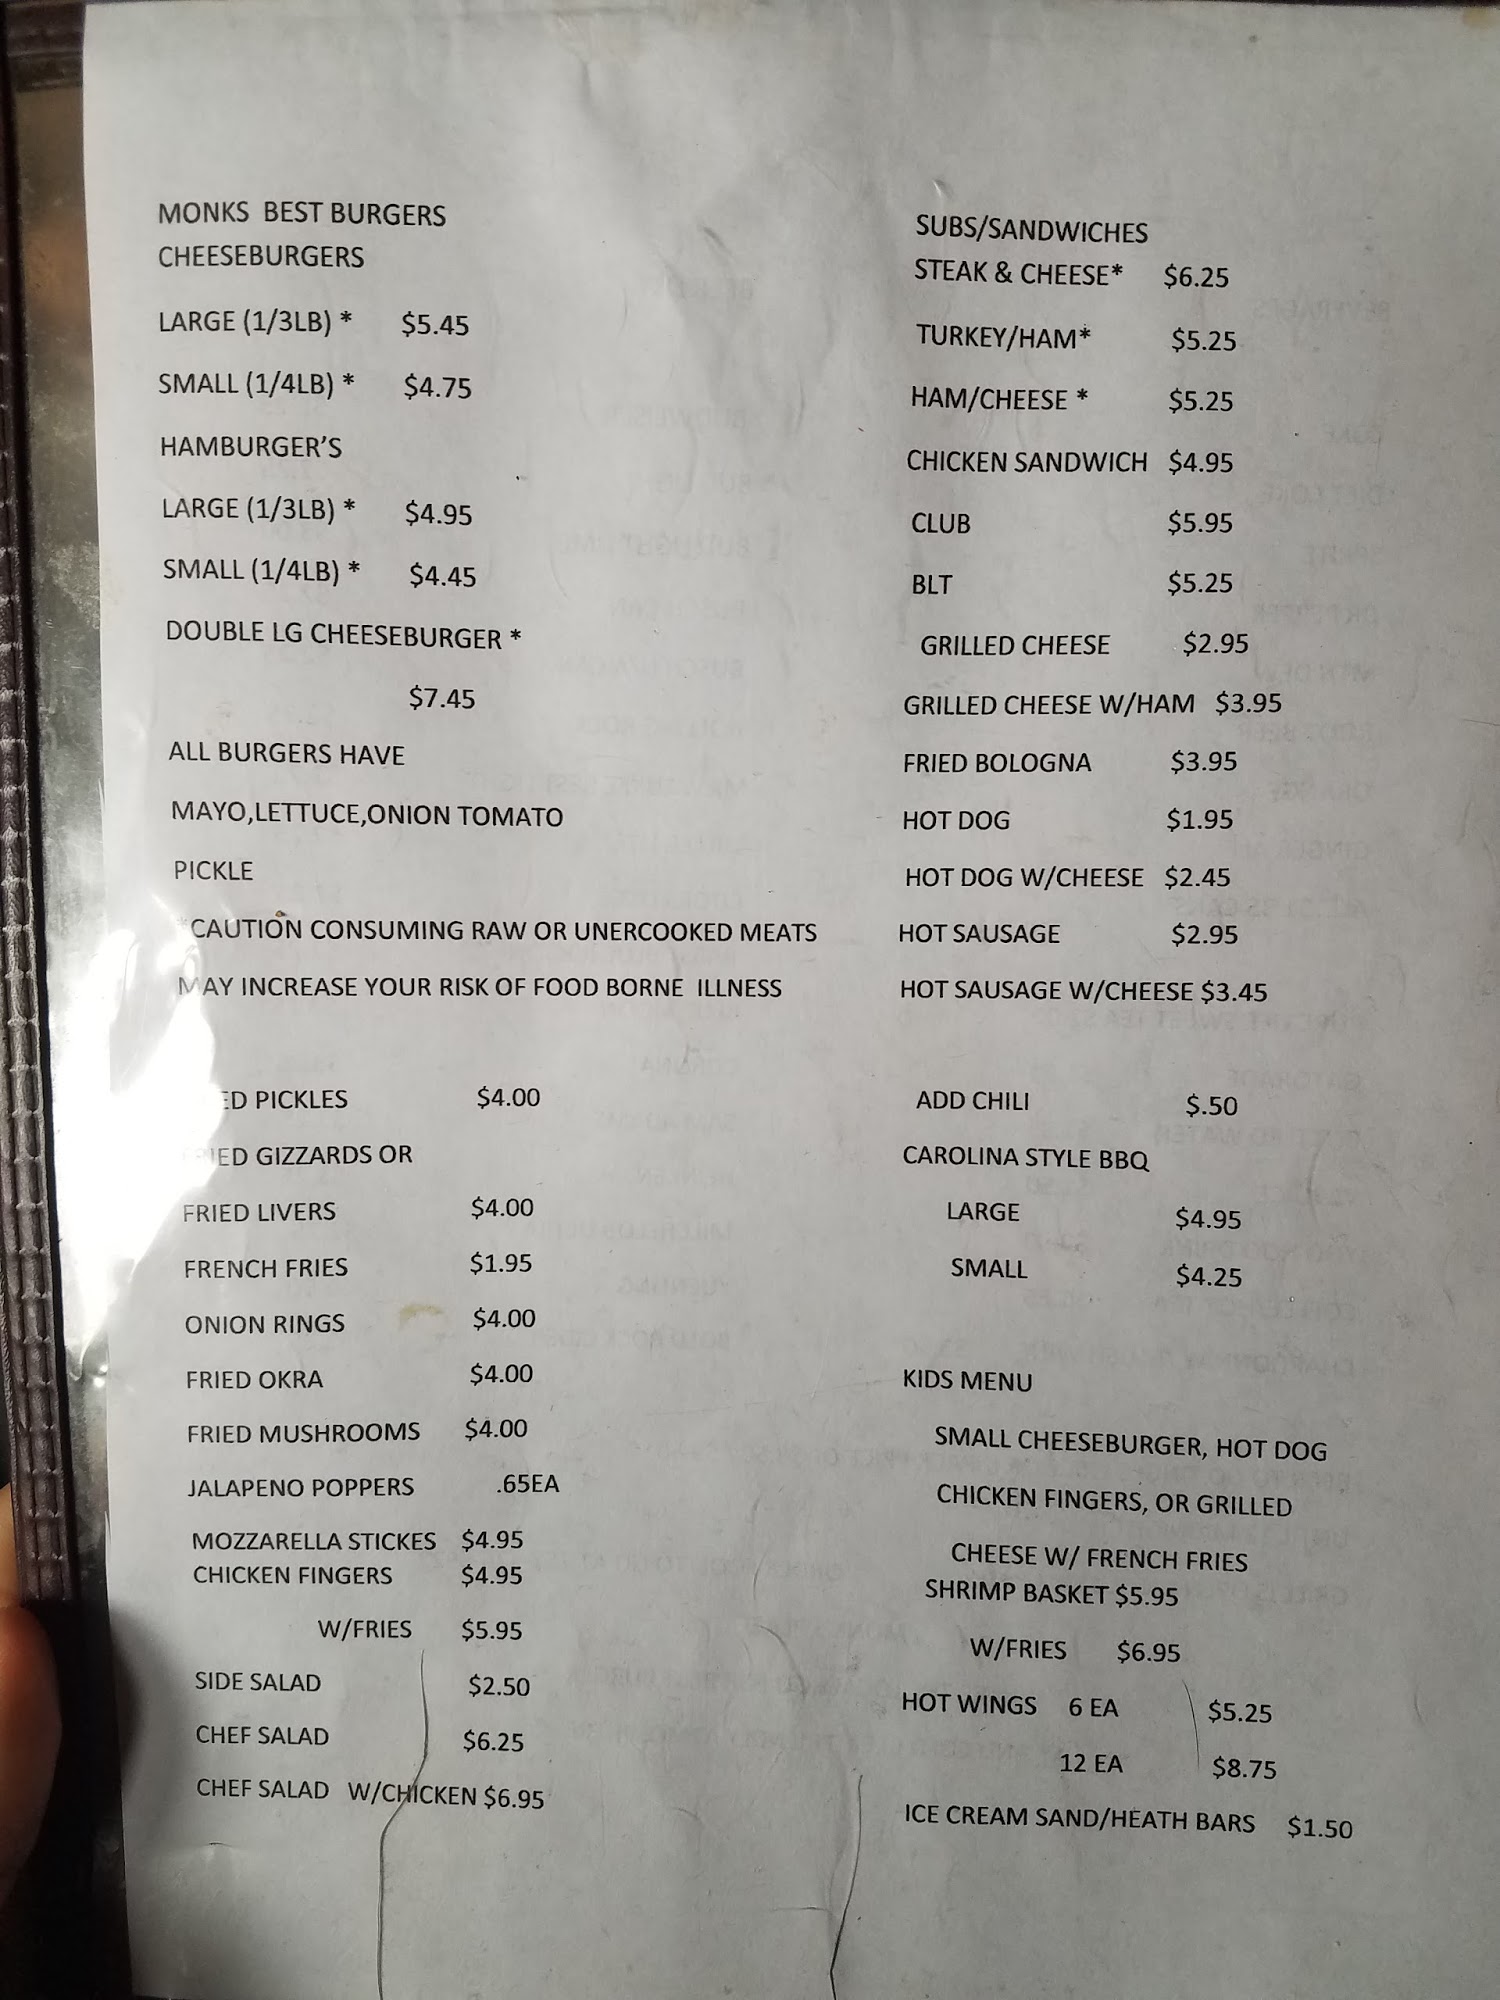 MONKS BEST BURGERS
CHEESEBURGERS
LARGE (1/3LB) * $5.45
SMALL (1/4LB) * $4.75
HAMBURGER'S
LARGE (1/3LB) * $4.95
SMALL (1/4LB) * $4.45
DOUBLE LG CHEESEBURGER *
$7.45
ALL BURGERS HAVE
MAYO,LETTUCE,ONION TOMATO
PICKLE
*CAUTION CONSUMING RAW OR UNERCOOKED MEATS
MAY INCREASE YOUR RISK OF FOOD BORNE ILLNESS
PICKLES $4.00
GIZZARDS OR
FRIED LIVERS $4.00
FRENCH FRIES $1.95
ONION RINGS $4.00
FRIED OKRA $4.00
FRIED MUSHROOMS $4.00
JALAPENO POPPERS .65EA
MOZZARELLA STICKES $4.95
CHICKEN FINGERS $4.95
W/FRIES $5.95
SIDE SALAD $2.50
CHEF SALAD $6.25
CHEF SALAD W/CHICKEN $6.95
SUBS/SANDWICHES
STEAK & CHEESE* $6.25
TURKEY/HAM* $5.25
HAM/CHEESE * $5.25
CHICKEN SANDWICH $4.95
CLUB $5.95
BLT $5.25
GRILLED CHEESE $2.95
GRILLED CHEESE W/HAM $3.95
FRIED BOLOGNA $3.95
HOT DOG $1.95
HOT DOG W/CHEESE $2.45
HOT SAUSAGE $2.95
HOT SAUSAGE W/CHEESE $3.45
ADD CHILI $.50
CAROLINA STYLE BBQ
LARGE $4.95
SMALL $4.25
KIDS MENU
SMALL CHEESEBURGER, HOT DOG
CHICKEN FINGERS, OR GRILLED
CHEESE W/ FRENCH FRIES
SHRIMP BASKET $5.95
W/FRIES $6.95
HOT WINGS 6 EA $5.25
12 EA $8.75
ICE CREAM SAND/HEATH BARS $1.50